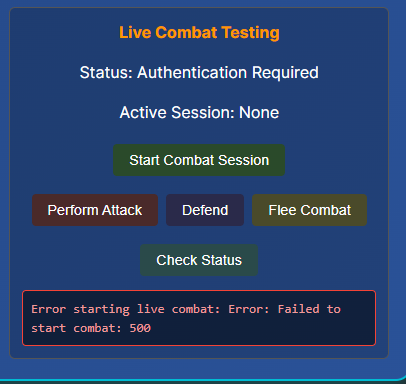 Live Combat Testing
Status: Authentication Required
Active Session: None
Start Combat Session
Perform Attack Defend Flee Combat
Check Status
Error starting live combat: Error: Failed to
start combat: 500